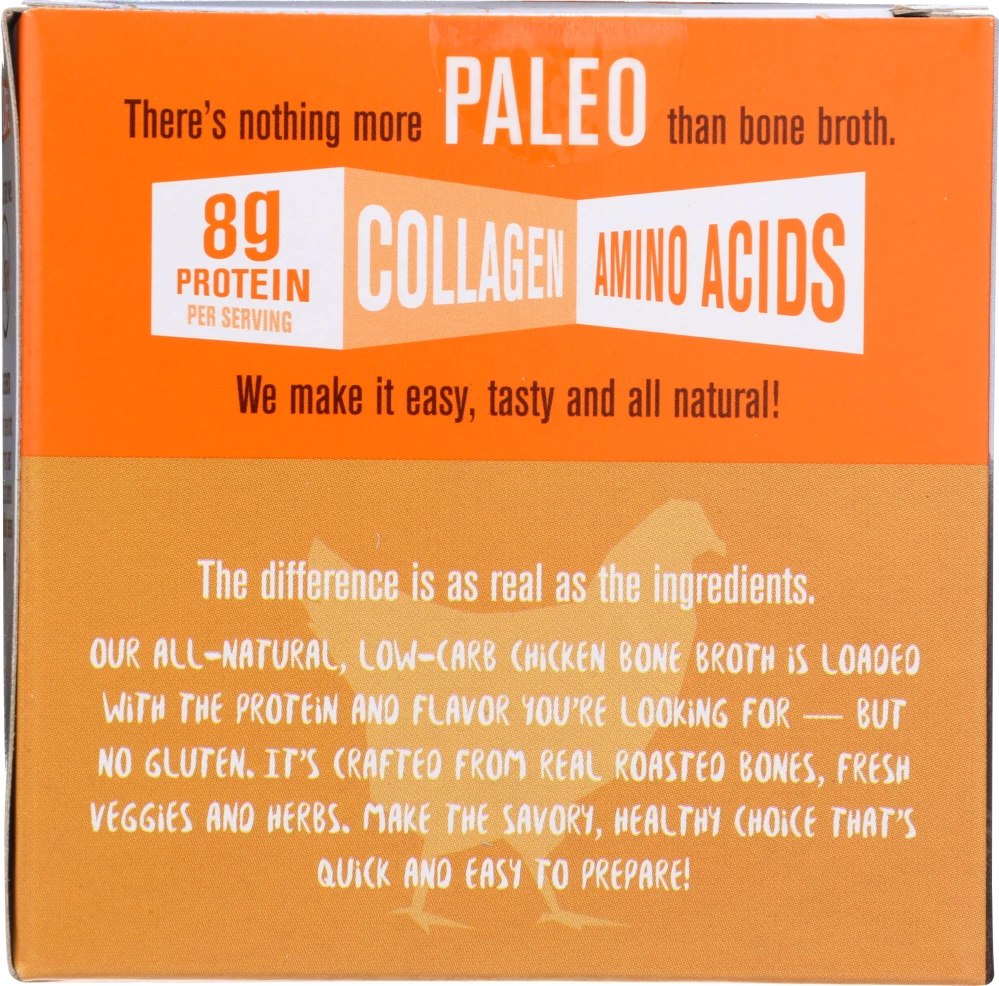 There's nothing more PALEO than bone broth.
8g
PROTEIN
PER SERVING
COLLAGEN
AMINO ACIDS
We make it easy, tasty and all natural!
The difference is as real as the ingredients.
OUR ALL-NATURAL, LOW-CARB CHiCKEN BONE BROTH iS LOADED
WiTH THE PROTEiN AND FLAVOR YOU'RE LOOKiNG FOR — BUT
NO GLUTEN. IT'S CRAFTED FROM REAL ROASTED BONES, FRESH
VEGGiES AND HERBS. MAKE THE SAVORY, HEALTHY CHOiCE THAT'S
QUiCK AND EASY TO PREPARE!